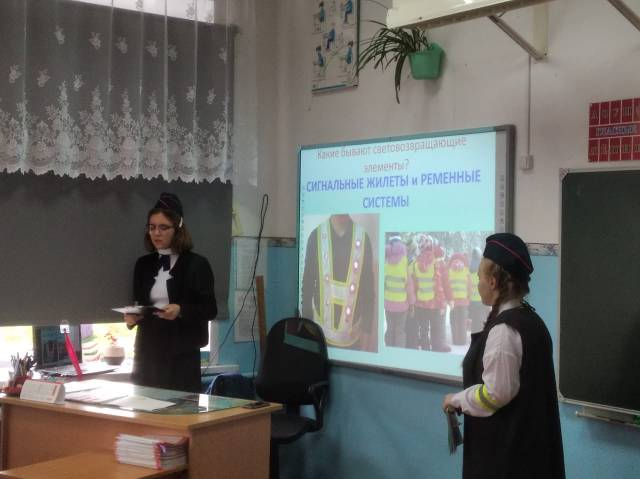 Какие бывают световозвращающие
элементы?
СИГНАЛЬНЫЕ ЖИЛЕТЫ и РЕМЕННЫЕ
СИСТЕМЫ